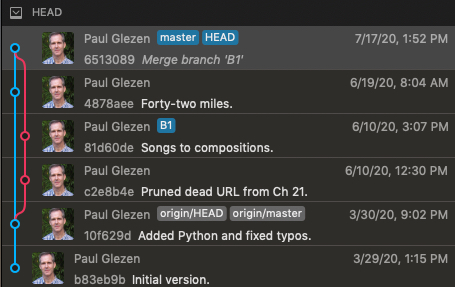 HEAD
Paul Glezen master HEAD 7/17/20, 1:52 PM
6513089 Merge branch 'B1'
Paul Glezen 6/19/20, 8:04 AM
4878aee Forty-two miles.
Paul Glezen B1 6/10/20, 3:07 PM
81d60de Songs to compositions.
Paul Glezen 6/10/20, 12:30 PM
c2e8b4e Pruned dead URL from Ch 21.
Paul Glezen origin/HEAD origin/master 3/30/20, 9:02 PM
10f629d Added Python and fixed typos.
Paul Glezen 3/29/20, 1:15 PM
b83eb9b Initial version.